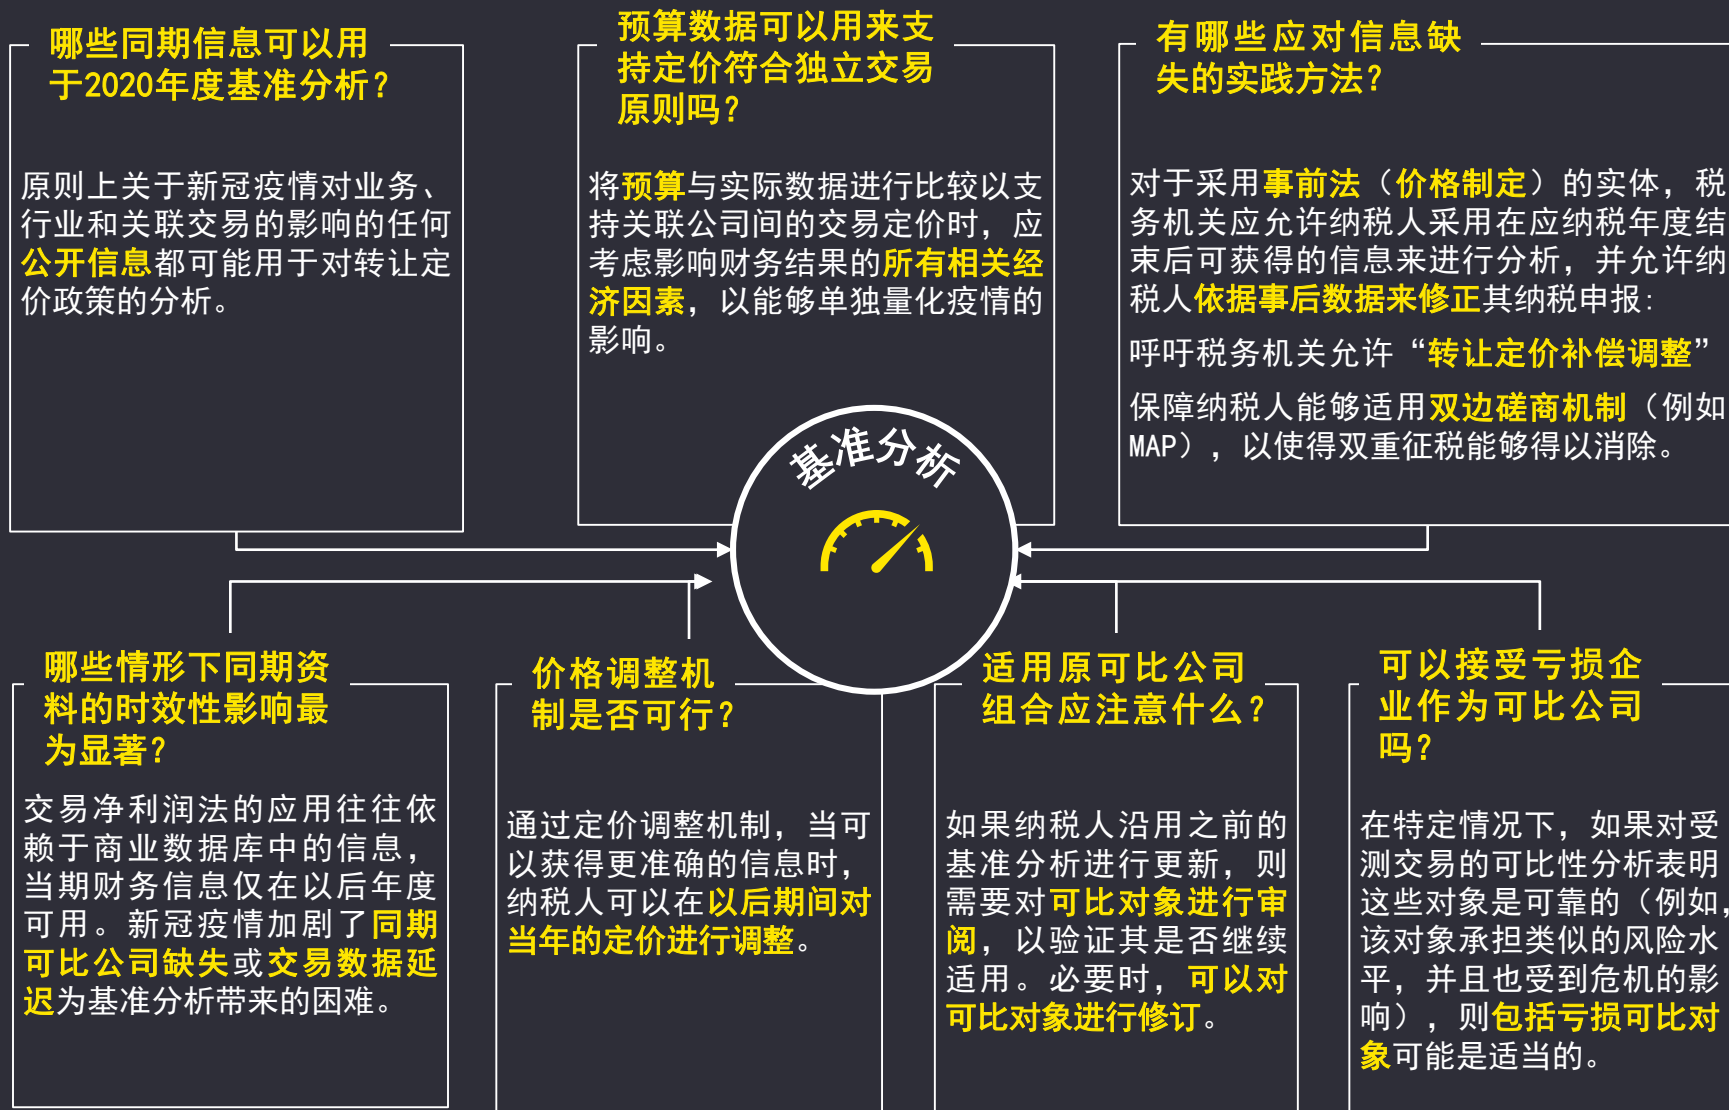 哪些同期信息可以用
于2020年度基准分析?
原则上关于新冠疫情对业务、
行业和关联交易的影响的任何
公开信息都可能用于对转让定
价政策的分析。
预算数据可以用来支
持定价符合独立交易
原则吗?
将预算与实际数据进行比较以支
持关联公司间的交易定价时，应
考虑影响财务结果的所有相关经
济因素，以能够单独量化疫情的
影响。
有哪些应对信息缺
失的实践方法?
对于采用事前法（价格制定）的实体，税
务机关应允许纳税人采用在应纳税年度结
束后可获得的信息来进行分析，并允许纳
税人依据事后数据来修正其纳税申报:
呼吁税务机关允许“转让定价补偿调整”
保障纳税人能够适用双边磋商机制（例如
MAP），以使得双重征税能够得以消除。
基准分析
哪些情形下同期资
料的时效性影响最
为显著?
交易净利润法的应用往往依
赖于商业数据库中的信息，
当期财务信息仅在以后年度
可用。新冠疫情加剧了同期
可比公司缺失或交易数据延
迟为基准分析带来的困难。
价格调整机
制是否可行?
通过定价调整机制，当可
以获得更准确的信息时，
纳税人可以在以后期间对
当年的定价进行调整。
适用原可比公司
组合应注意什么?
如果纳税人沿用之前的
基准分析进行更新，则
需要对可比对象进行审
阅，以验证其是否继续
适用。必要时，可以对
可比对象进行修订。
可以接受亏损企
业作为可比公司
吗?
在特定情况下，如果对受
测交易的可比性分析表明
这些对象是可靠的（例如，
该对象承担类似的风险水
平，并且也受到危机的影
响），则包括亏损可比对
象可能是适当的。